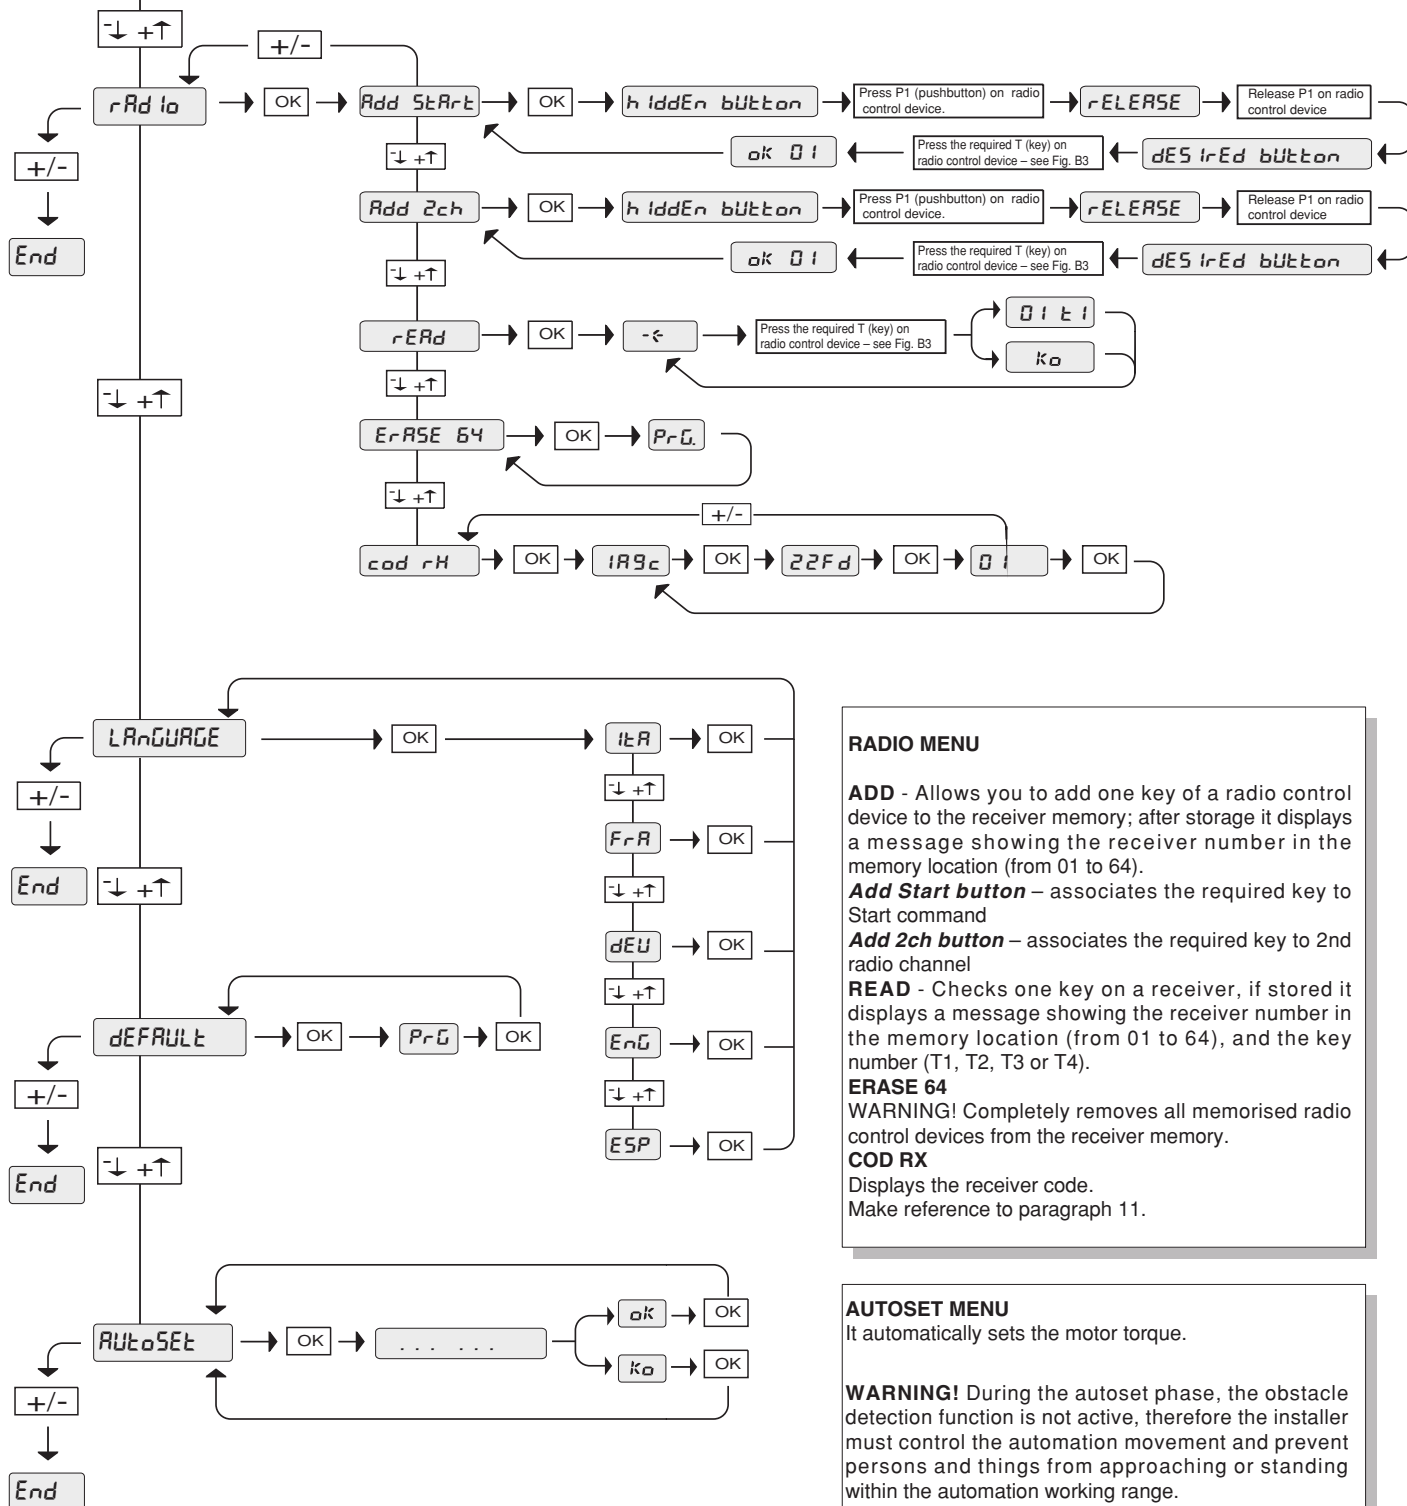 -↓ +↑
+/-
rAdIo
OK
Add StArt
OK
hIddEn bUtton
Press P1 (pushbutton) on radio
control device.
rELEASE
Release P1 on radio
control device
+/-
-↓ +↑
oK 01
Press the required T (key) on
radio control device – see Fig. B3
dESIrEd bUtton
End
Add 2ch
OK
hIddEn bUtton
Press P1 (pushbutton) on radio
control device.
rELEASE
Release P1 on radio
control device
oK 01
Press the required T (key) on
radio control device – see Fig. B3
dESIrEd bUtton
-↓ +↑
rEAd
OK
Press the required T (key) on
radio control device – see Fig. B3
01 t1
Ko
-↓ +↑
-↓ +↑
ErASE 64
OK
PrG.
-↓ +↑
+/-
cod rH
OK
1A9c
OK
22Fd
OK
01
OK
LAnGUAGE
OK
ItA
OK
+/-
-↓ +↑
FrA
OK
End
-↓ +↑
-↓ +↑
dEU
OK
-↓ +↑
dEFAULt
OK
PrG
OK
EnG
OK
+/-
-↓ +↑
ESP
OK
End
-↓ +↑
RADIO MENU
ADD - Allows you to add one key of a radio control
device to the receiver memory; after storage it displays
a message showing the receiver number in the
memory location (from 01 to 64).
Add Start button – associates the required key to
Start command
Add 2ch button – associates the required key to 2nd
radio channel
READ - Checks one key on a receiver, if stored it
displays a message showing the receiver number in
the memory location (from 01 to 64), and the key
number (T1, T2, T3 or T4).
ERASE 64
WARNING! Completely removes all memorised radio
control devices from the receiver memory.
COD RX
Displays the receiver code.
Make reference to paragraph 11.
AUtoSEt
OK
... ...
oK
OK
Ko
OK
+/-
End
AUTOSET MENU
It automatically sets the motor torque.
WARNING! During the autoset phase, the obstacle
detection function is not active, therefore the installer
must control the automation movement and prevent
persons and things from approaching or standing
within the automation working range.